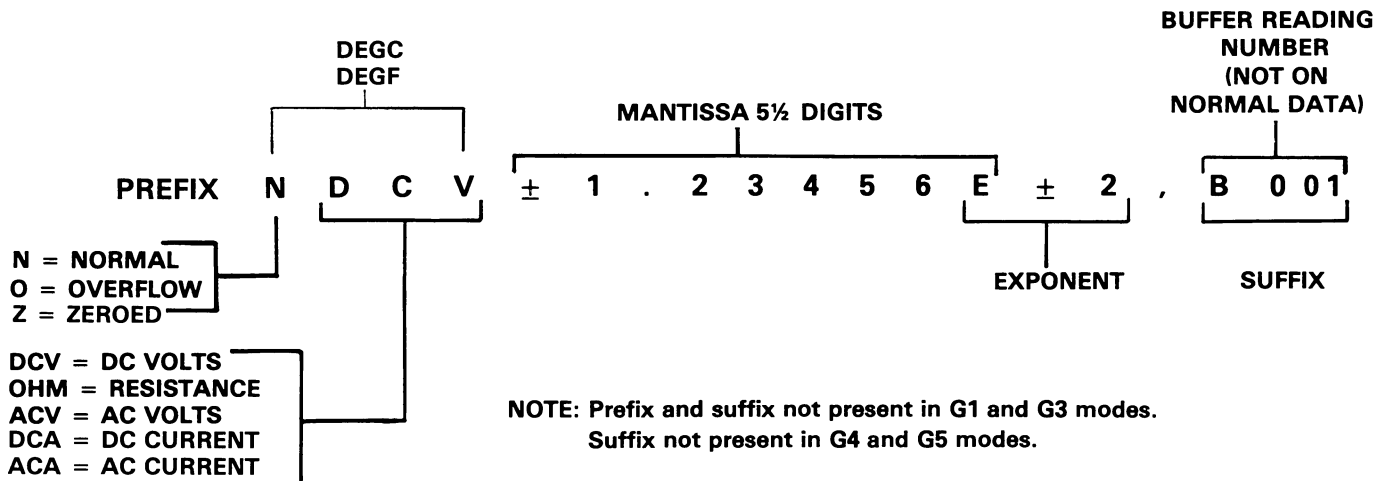 BUFFER READING
NUMBER
(NOT ON
NORMAL DATA)
DEGC
DEGF
MANTISSA 5½ DIGITS
PREFIX N D C V ± 1 . 2 3 4 5 6 E ± 2 , B 0 0 1
N = NORMAL
O = OVERFLOW
Z = ZEROED
EXPONENT
SUFFIX
DCV = DC VOLTS
OHM = RESISTANCE
ACV = AC VOLTS
DCA = DC CURRENT
ACA = AC CURRENT
NOTE: Prefix and suffix not present in G1 and G3 modes.
Suffix not present in G4 and G5 modes.